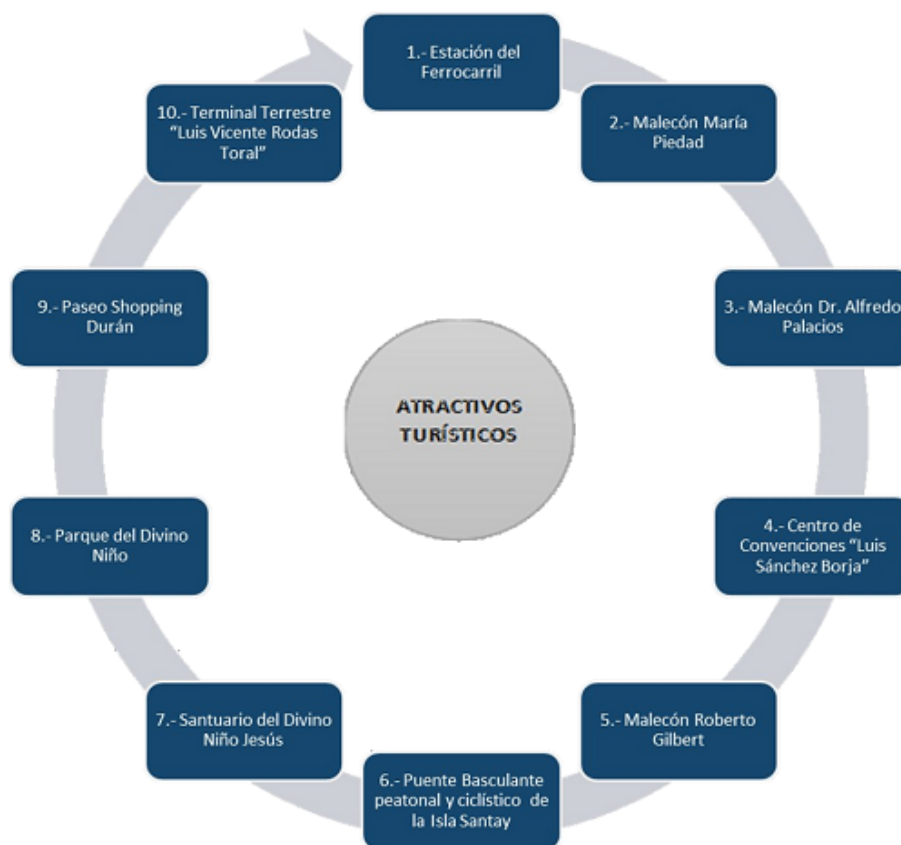 1.- Estación del
Ferrocarril
2.- Malecón María
Piedad
3.- Malecón Dr. Alfredo
Palacios
4.- Centro de
Convenciones “Luis
Sánchez Borja”
5.- Malecón Roberto
Gilbert
6.- Puente Basculante
peatonal y ciclístico de
la Isla Santay
7.- Santuario del Divino
Niño Jesús
8.- Parque del Divino
Niño
9.- Paseo Shopping
Durán
10.- Terminal Terrestre
“Luis Vicente Rodas
Toral”
ATRACTIVOS
TURÍSTICOS